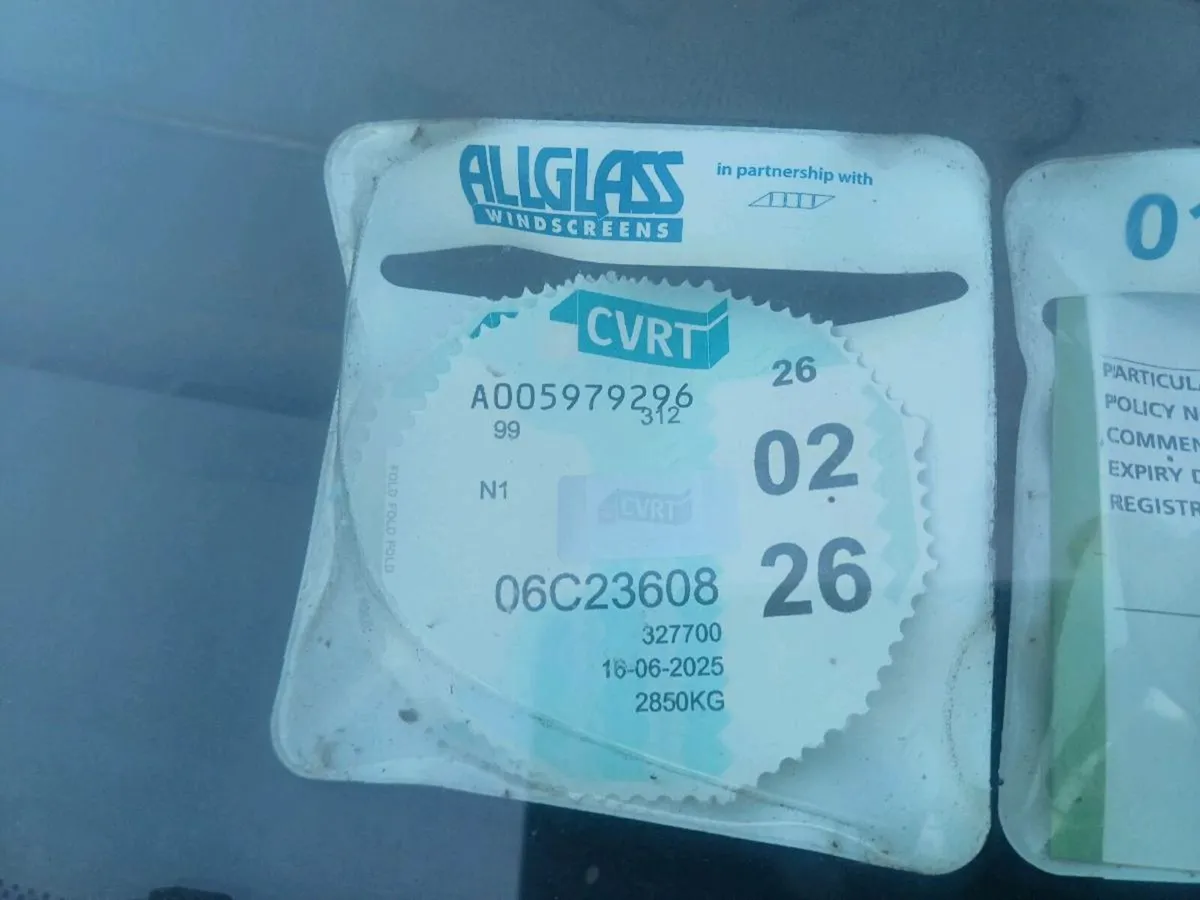 ALLGLASS
WINDSCREENS
in partnership with
CVRT
A005979296
312
99
26
02
26
N1
CVRT
FOLD FOLD FOLD
06C23608
327700
16-06-2025
2850KG
01
PARTICULA
POLICY N
COMMEN
EXPIRY D
REGISTR